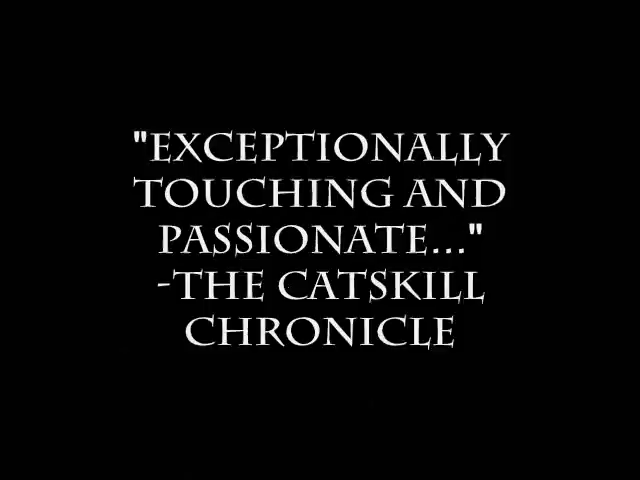 "EXCEPTIONALLY
TOUCHING AND
PASSIONATE..."
-THE CATSKILL
CHRONICLE